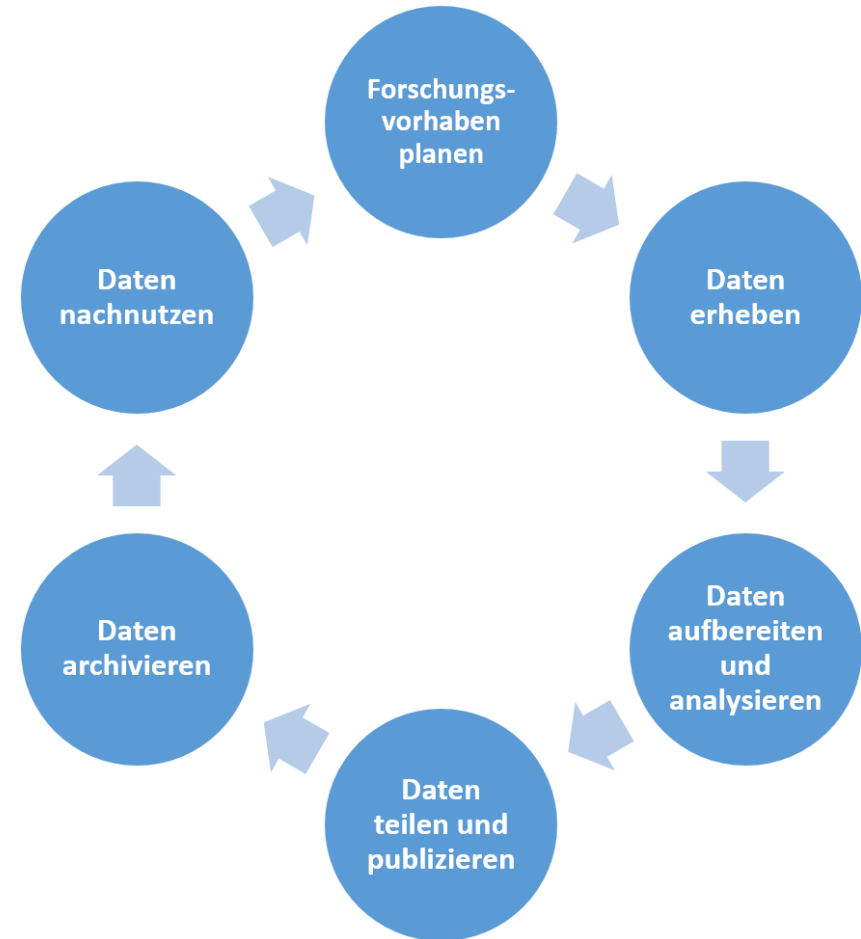 Forschungs-
vorhaben
planen
Daten
erheben
Daten
aufbereiten
und
analysieren
Daten
teilen und
publizieren
Daten
archivieren
Daten
nachnutzen